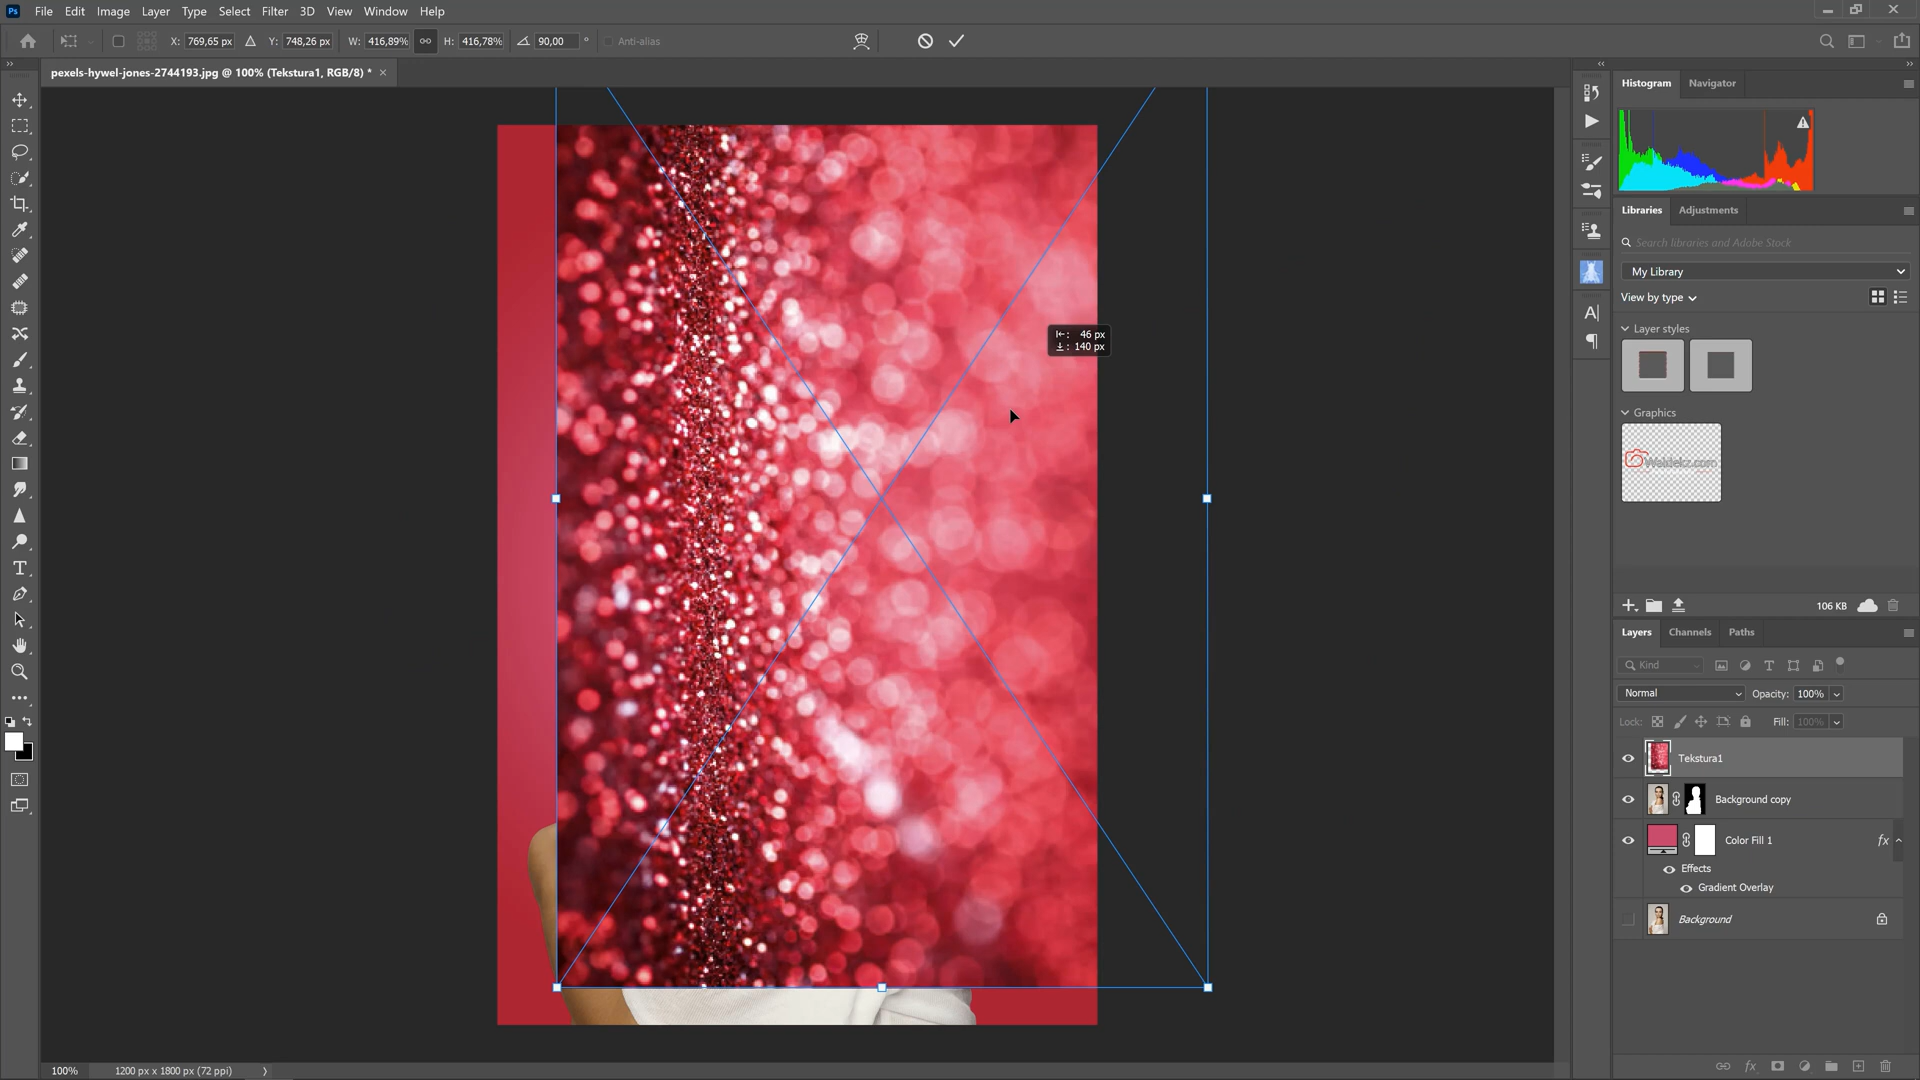 Ps File Edit Image Layer Type Select Filter 3D View Window Help
X: 769,65 px Y: 748,26 px W: 416,89% H: 416,78% 90,00 ° Anti-alias
pexels-hywel-jones-2744193.jpg @ 100% (Tekstura1, RGB/8) * ×
Histogram Navigator
Libraries Adjustments
Search libraries and Adobe Stock
My Library
View by type
Layer styles
46 px
140 px
Graphics
106 KB
Layers Channels Paths
Kind
Normal Opacity: 100%
Lock: Fill: 100%
Tekstura1
Background copy
Color Fill 1 fx
Effects
Gradient Overlay
Background
100% 1200 px x 1800 px (72 ppi)